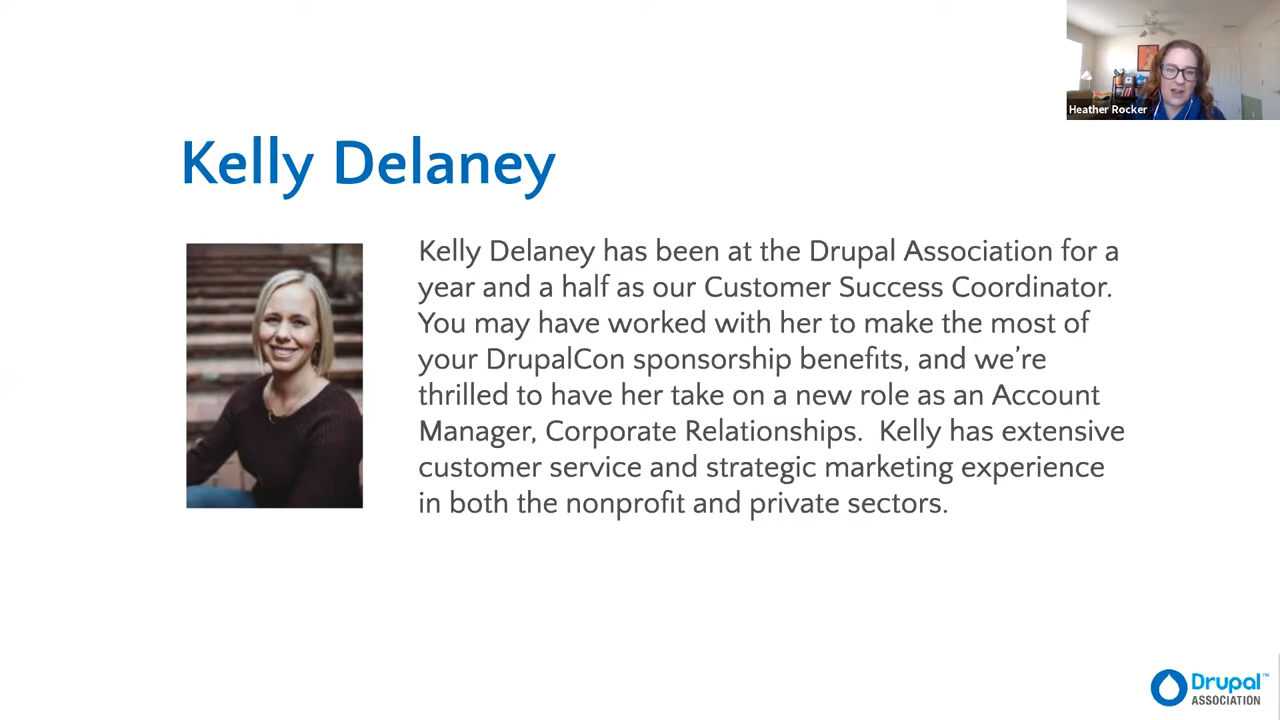 Heather Rocker
Kelly Delaney
Kelly Delaney has been at the Drupal Association for a
year and a half as our Customer Success Coordinator.
You may have worked with her to make the most of
your DrupalCon sponsorship benefits, and we’re
thrilled to have her take on a new role as an Account
Manager, Corporate Relationships.  Kelly has extensive
customer service and strategic marketing experience
in both the nonprofit and private sectors.
Drupal™
ASSOCIATION